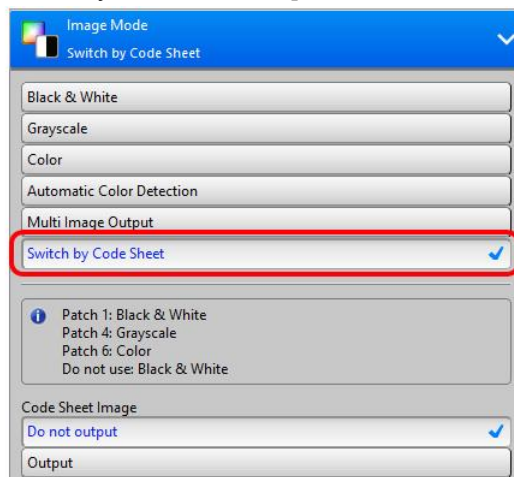 Image Mode
Switch by Code Sheet
Black & White
Grayscale
Color
Automatic Color Detection
Multi Image Output
Switch by Code Sheet
Patch 1: Black & White
Patch 4: Grayscale
Patch 6: Color
Do not use: Black & White
Code Sheet Image
Do not output
Output